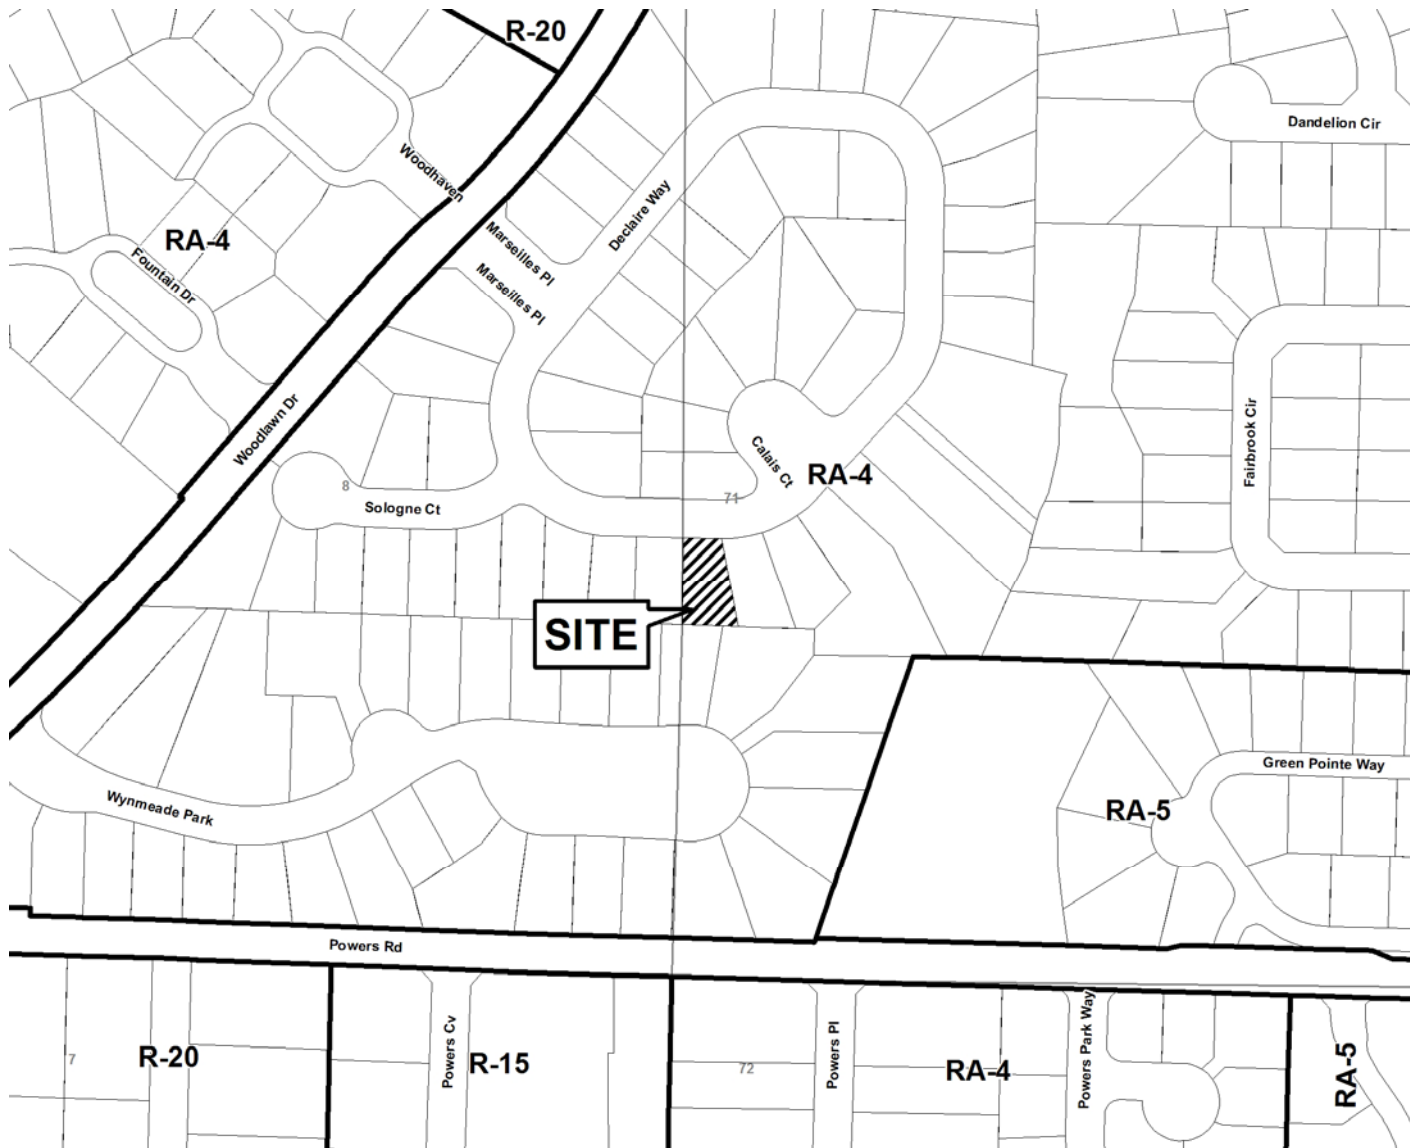 R-20
Dandelion Cir
Woodhaven
Declaire Way
RA-4
Marseilles Pl
Fountain Dr
Marseilles Pl
Woodlawn Dr
Fairbrook Cir
Calais Ct
RA-4
8
71
Sologne Ct
SITE
Green Pointe Way
Wynmeade Park
RA-5
Powers Rd
7
R-20
Powers Cv
R-15
72
Powers Pl
RA-4
Powers Park Way
RA-5